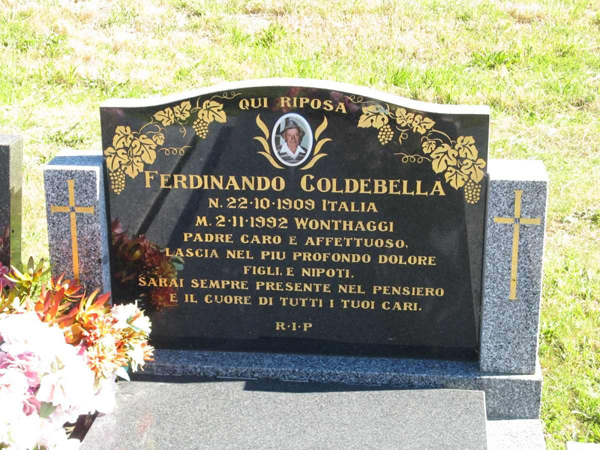 QUI RIPOSA
FERDINANDO COLDEBELLA
N. 22·10·1909 ITALIA
M. 2·11·1992 WONTHAGGI
PADRE CARO E AFFETTUOSO.
LASCIA NEL PIU PROFONDO DOLORE
FIGLI, E NIPOTI.
SARAI SEMPRE PRESENTE NEL PENSIERO
E IL CUORE DI TUTTI I TUOI CARI.
R·I·P